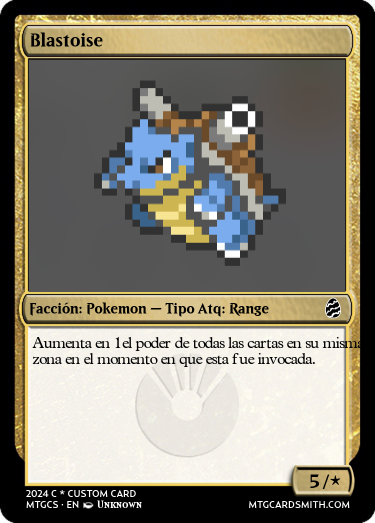 Blastoise
Facción: Pokemon — Tipo Atq: Range
Aumenta en 1el poder de todas las cartas en su misma
zona en el momento en que esta fue invocada.
5/★
2024 C * CUSTOM CARD
MTGCS · EN Unknown
MTGCARDSMITH.COM